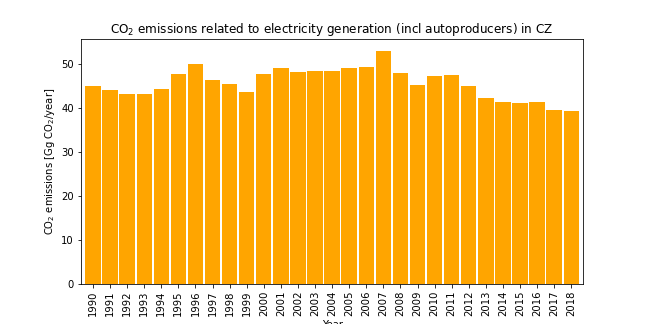 CO₂ emissions related to electricity generation (incl autoproducers) in CZ
CO₂ emissions [Gg CO₂/year]
50
40
30
20
10
0
1990 1991 1992 1993 1994 1995 1996 1997 1998 1999 2000 2001 2002 2003 2004 2005 2006 2007 2008 2009 2010 2011 2012 2013 2014 2015 2016 2017 2018
Year